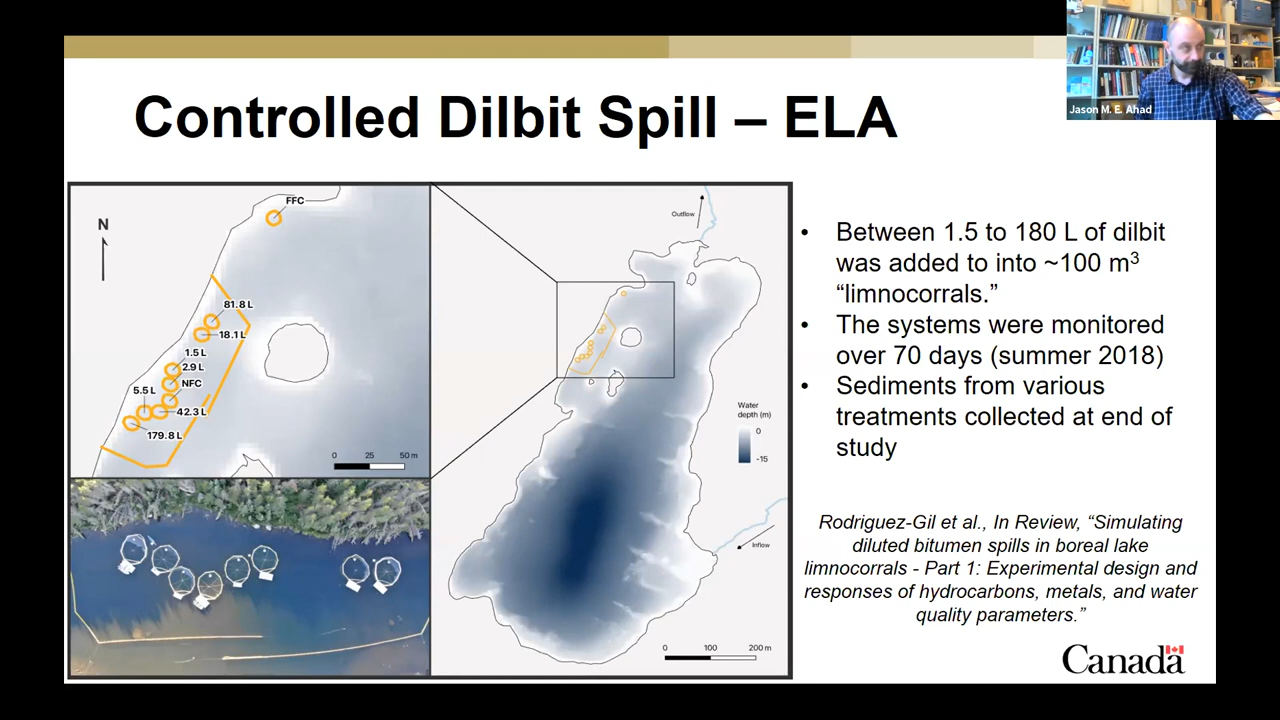 Jason M. E. Ahad
Controlled Dilbit Spill – ELA
FFC
N
81.8 L
18.1 L
1.5 L
2.9 L
NFC
5.5 L
42.3 L
179.8 L
0 25 50 m
Outflow
Water
depth (m)
0
-15
Inflow
0 100 200 m
• Between 1.5 to 180 L of dilbit
was added to into ~100 m³
“limnocorrals.”
• The systems were monitored
over 70 days (summer 2018)
• Sediments from various
treatments collected at end of
study
Rodriguez-Gil et al., In Review, “Simulating
diluted bitumen spills in boreal lake
limnocorrals - Part 1: Experimental design and
responses of hydrocarbons, metals, and water
quality parameters.”
Canada